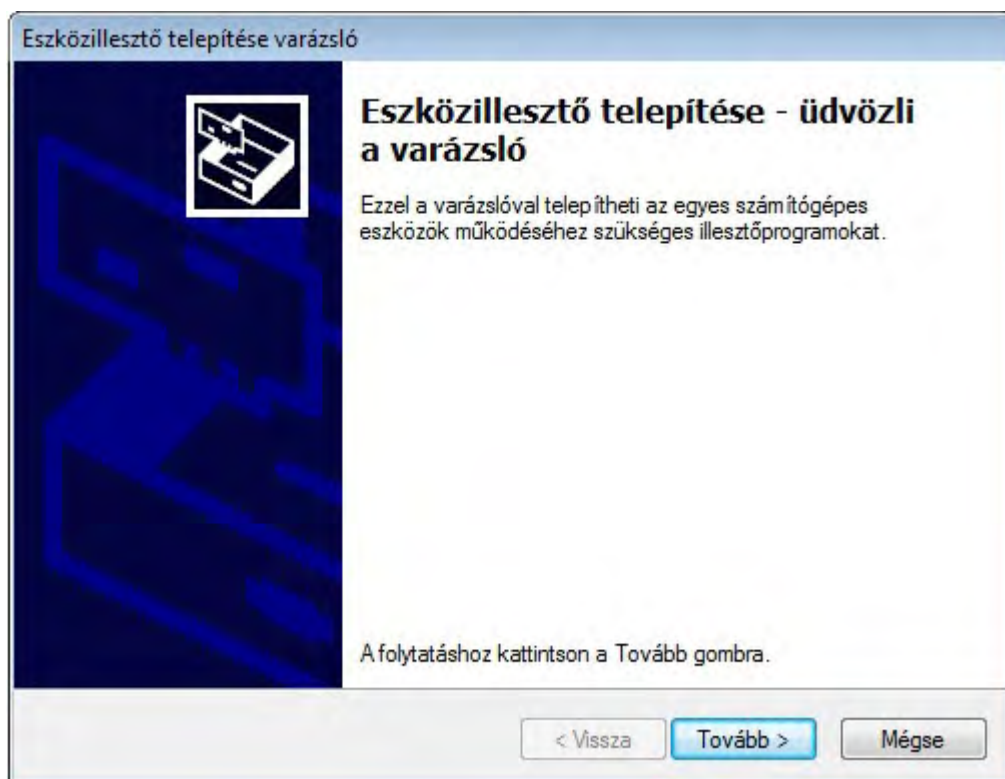 Eszközillesztő telepítése varázsló
Eszközillesztő telepítése - üdvözli
a varázsló
Ezzel a varázslóval telepítheti az egyes számítógépes
eszközök működéséhez szükséges illesztőprogramokat.
A folytatáshoz kattintson a Tovább gombra.
< Vissza Tovább > Mégse